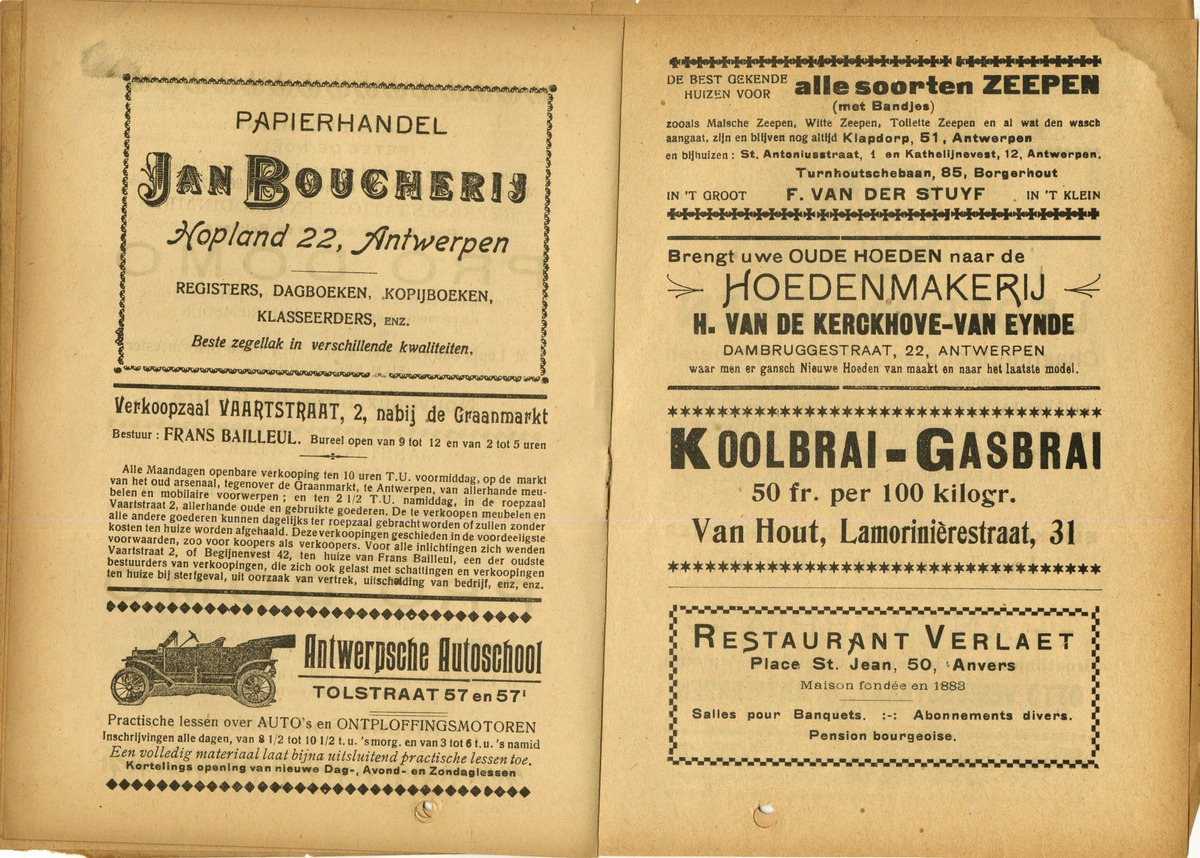 PAPIERHANDEL
JAN BOUCHERIJ
Hopland 22, Antwerpen
REGISTERS, DAGBOEKEN, KOPIJBOEKEN,
KLASSEERDERS, ENZ.
Beste zegellak in verschillende kwaliteiten.
Verkoopzaal VAARTSTRAAT, 2, nabij de Graanmarkt
Bestuur : FRANS BAILLEUL. Bureel open van 9 tot 12 en van 2 tot 5 uren
Alle Maandagen openbare verkooping ten 10 uren T.U. voormiddag, op de markt
van het oud arsenaal, tegenover de Graanmarkt, te Antwerpen, van allerhande meu-
belen en mobilaire voorwerpen ; en ten 2 1/2 T.U. namiddag, in de roepzaal
Vaartstraat 2, allerhande oude en gebruikte goederen. De te verkoopen meubelen en
alle andere goederen kunnen dagelijks ter roepzaal gebracht worden of zullen zonder
kosten ten huize worden afgehaald. Deze verkoopingen geschieden in de voordeeligste
voorwaarden, zoo voor koopers als verkoopers. Voor alle inlichtingen zich wenden
Vaartstraat 2, of Begijnenvest 42, ten huize van Frans Bailleul, een der oudste
bestuurders van verkoopingen, die zich ook gelast met schattingen en verkoopingen
ten huize bij sterfgeval, uit oorzaak van vertrek, uitscheiding van bedrijf, enz, enz.
Antwerpsche Autoschool
TOLSTRAAT 57 en 57¹
Practische lessen over AUTO's en ONTPLOFFINGSMOTOREN
Inschrijvingen alle dagen, van 8 1/2 tot 10 1/2 t. u. 's morg. en van 3 tot 6 t. u. 's namid
Een volledig materiaal laat bijna uitsluitend practische lessen toe.
Kortelings opening van nieuwe Dag-, Avond- en Zondaglessen
DE BEST GEKENDE HUIZEN VOOR alle soorten ZEEPEN
(met Bandjes)
zooals Malsche Zeepen, Witte Zeepen, Toilette Zeepen en al wat den wasch
aangaat, zijn en blijven nog altijd Klapdorp, 51, Antwerpen
en bijhuizen : St. Antoniusstraat, 1 en Kathelijnevest, 12, Antwerpen.
Turnhoutschebaan, 85, Borgerhout
IN 'T GROOT F. VAN DER STUYF IN 'T KLEIN
Brengt uwe OUDE HOEDEN naar de
HOEDENMAKERIJ
H. VAN DE KERCKHOVE-VAN EYNDE
DAMBRUGGESTRAAT, 22, ANTWERPEN
waar men er gansch Nieuwe Hoeden van maakt en naar het laatste model.
KOOLBRAI - GASBRAI
50 fr. per 100 kilogr.
Van Hout, Lamorinièrestraat, 31
RESTAURANT VERLAET
Place St. Jean, 50, Anvers
Maison fondée en 1883
Salles pour Banquets. :-: Abonnements divers.
Pension bourgeoise.